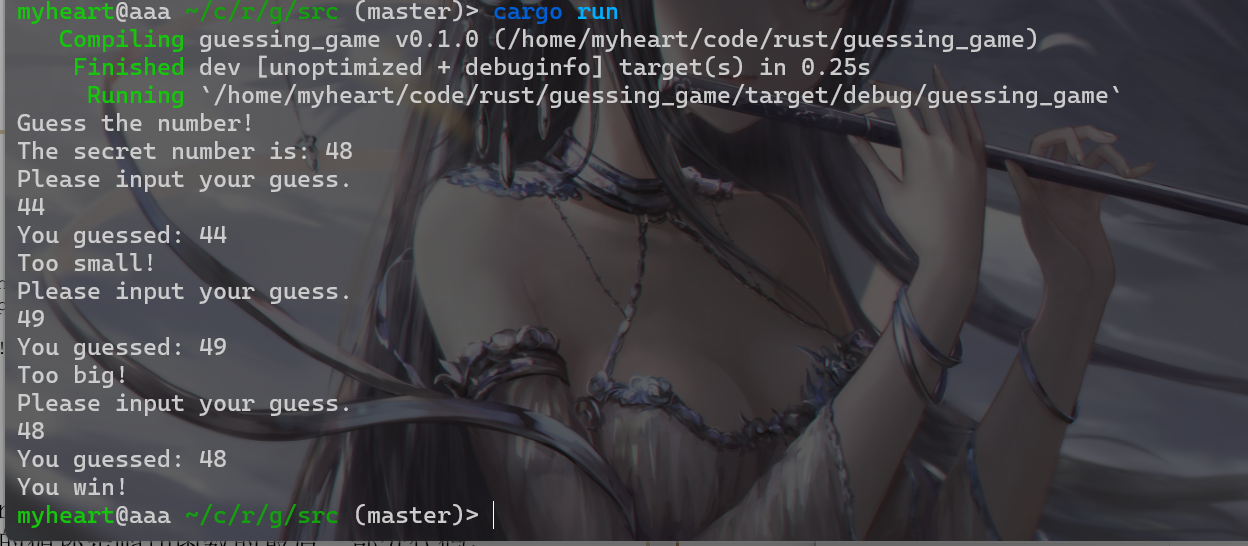 myheart@aaa ~/c/r/g/src (master)> cargo run
   Compiling guessing_game v0.1.0 (/home/myheart/code/rust/guessing_game)
    Finished dev [unoptimized + debuginfo] target(s) in 0.25s
     Running `/home/myheart/code/rust/guessing_game/target/debug/guessing_game`
Guess the number!
The secret number is: 48
Please input your guess.
44
You guessed: 44
Too small!
Please input your guess.
49
You guessed: 49
Too big!
Please input your guess.
48
You guessed: 48
You win!
myheart@aaa ~/c/r/g/src (master)>